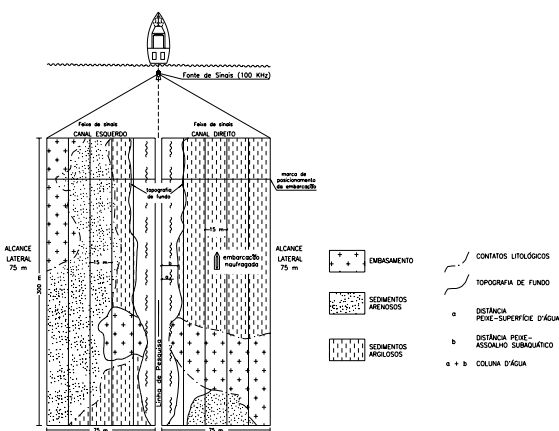 Fonte de Sinais (100 KHz)
Feixe de sinais
CANAL ESQUERDO
Feixe de sinais
CANAL DIREITO
marca de
posicionamento
da embarcação
topografia
de fundo
15 m
15 m
ALCANCE
LATERAL
75 m
300 m
b
a
embarcação
naufragada
ALCANCE
LATERAL
75 m
Linha de Pesquisa
75 m
75 m
EMBASAMENTO
SEDIMENTOS
ARENOSOS
SEDIMENTOS
ARGILOSOS
CONTATOS LITOLÓGICOS
TOPOGRAFIA DE FUNDO
a DISTÂNCIA
PEIXE-SUPERFÍCIE D'ÁGUA
b DISTÂNCIA PEIXE-
ASSOALHO SUBAQUÁTICO
a + b COLUNA D'ÁGUA